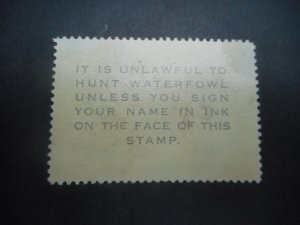 IT IS UNLAWFUL TO
HUNT WATERFOWL
UNLESS YOU SIGN
YOUR NAME IN INK
ON THE FACE OF THIS
STAMP.